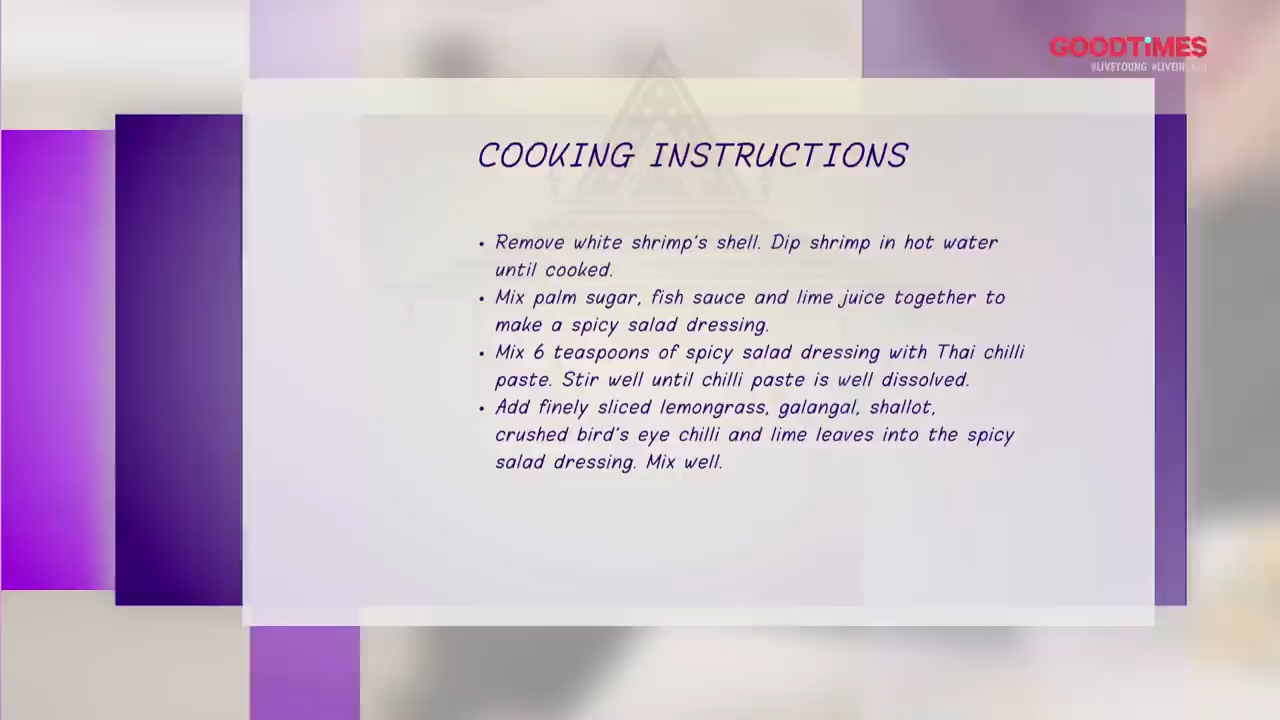 GOODTiMES
#LIVEYOUNG
COOKING INSTRUCTIONS
• Remove white shrimp's shell. Dip shrimp in hot water
until cooked.
• Mix palm sugar, fish sauce and lime juice together to
make a spicy salad dressing.
• Mix 6 teaspoons of spicy salad dressing with Thai chilli
paste. Stir well until chilli paste is well dissolved.
• Add finely sliced lemongrass, galangal, shallot,
crushed bird's eye chilli and lime leaves into the spicy
salad dressing. Mix well.